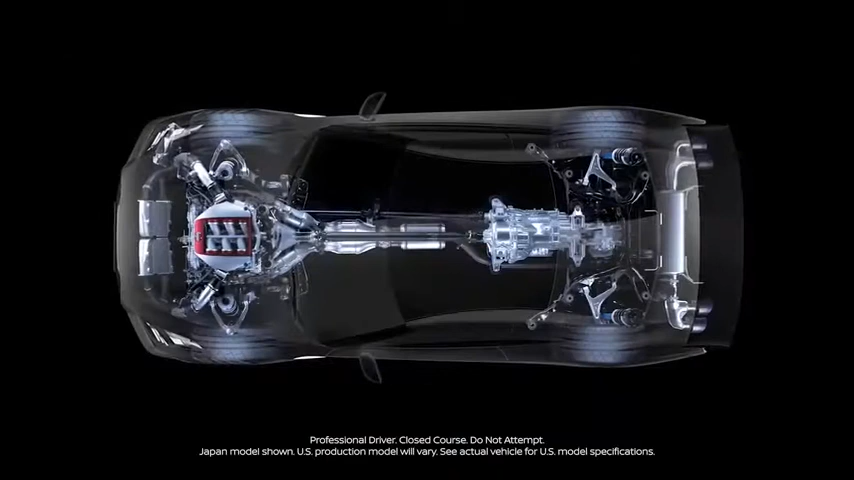 Professional Driver. Closed Course. Do Not Attempt.
Japan model shown. U.S. production model will vary. See actual vehicle for U.S. model specifications.